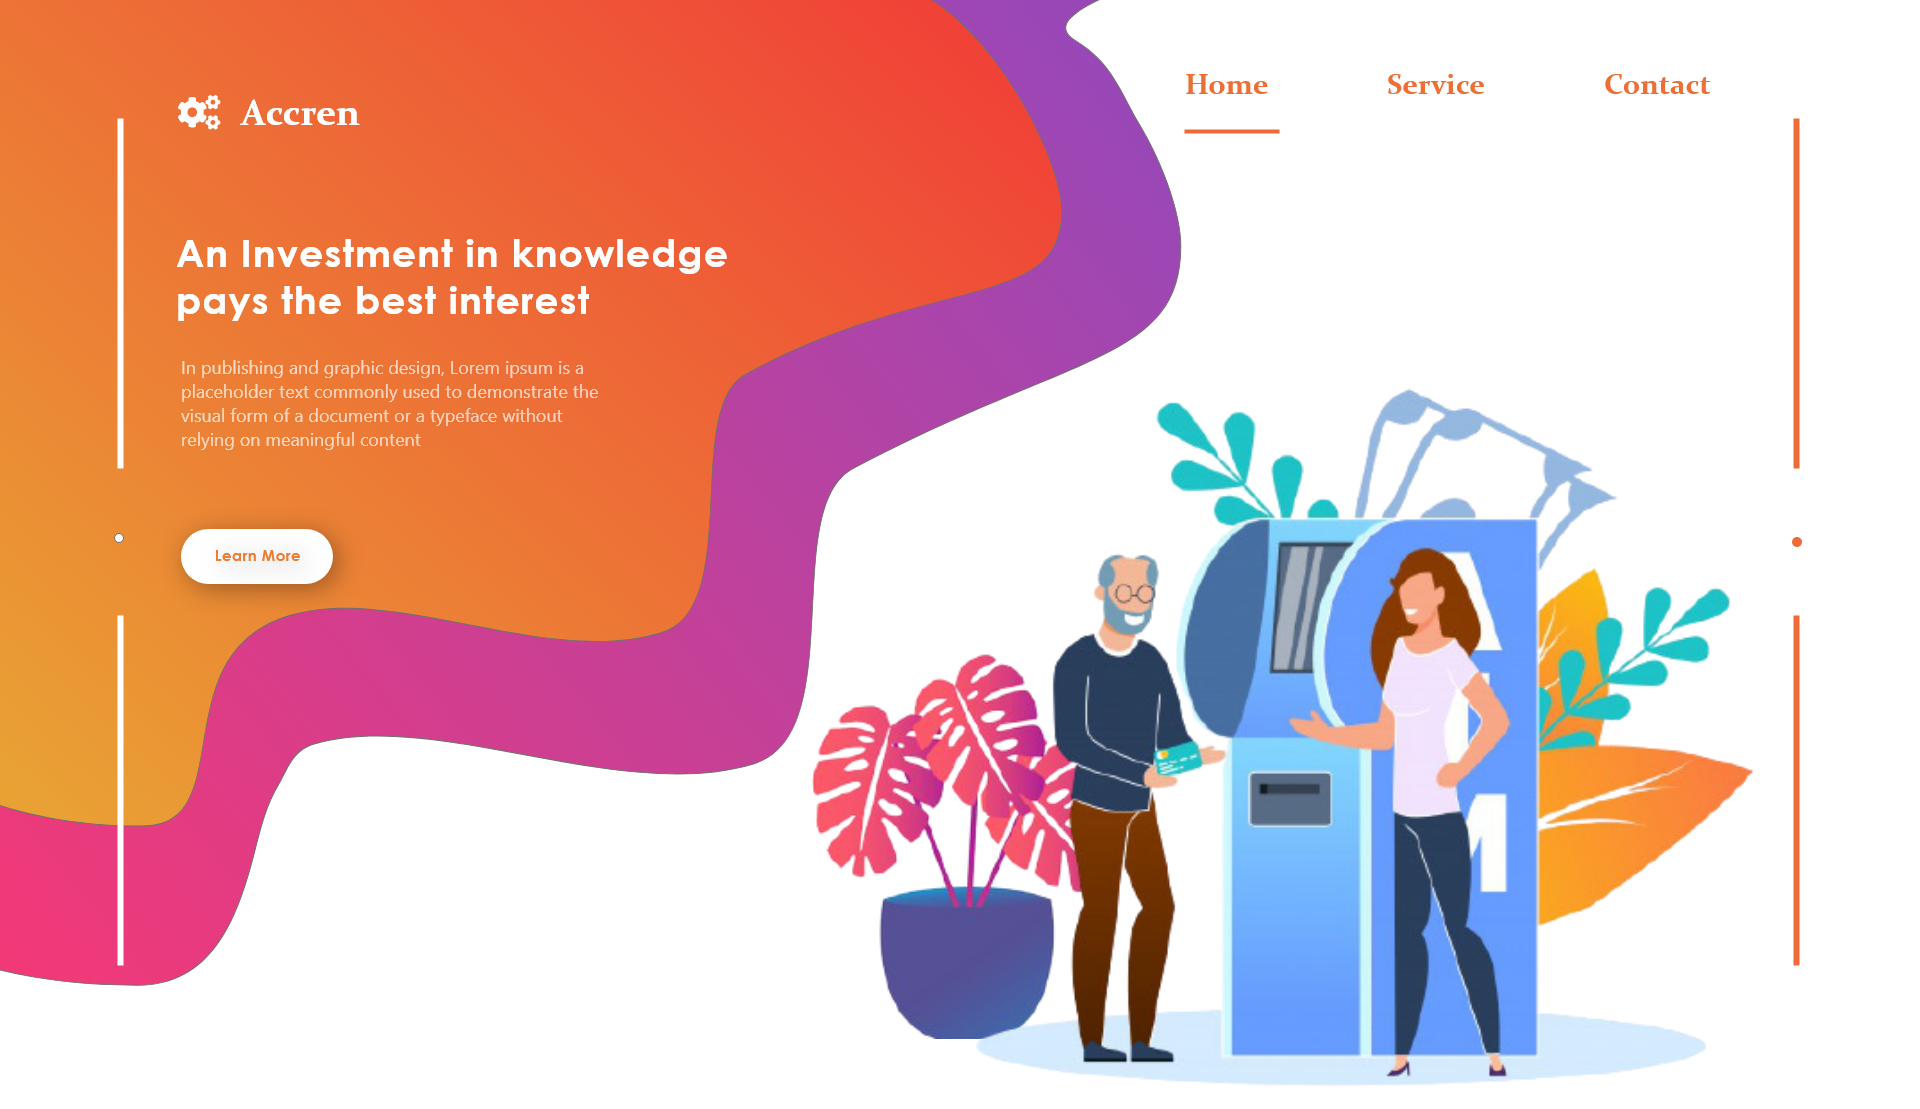 Accren
Home
Service
Contact
An Investment in knowledge
pays the best interest
In publishing and graphic design, Lorem ipsum is a
placeholder text commonly used to demonstrate the
visual form of a document or a typeface without
relying on meaningful content
Learn More